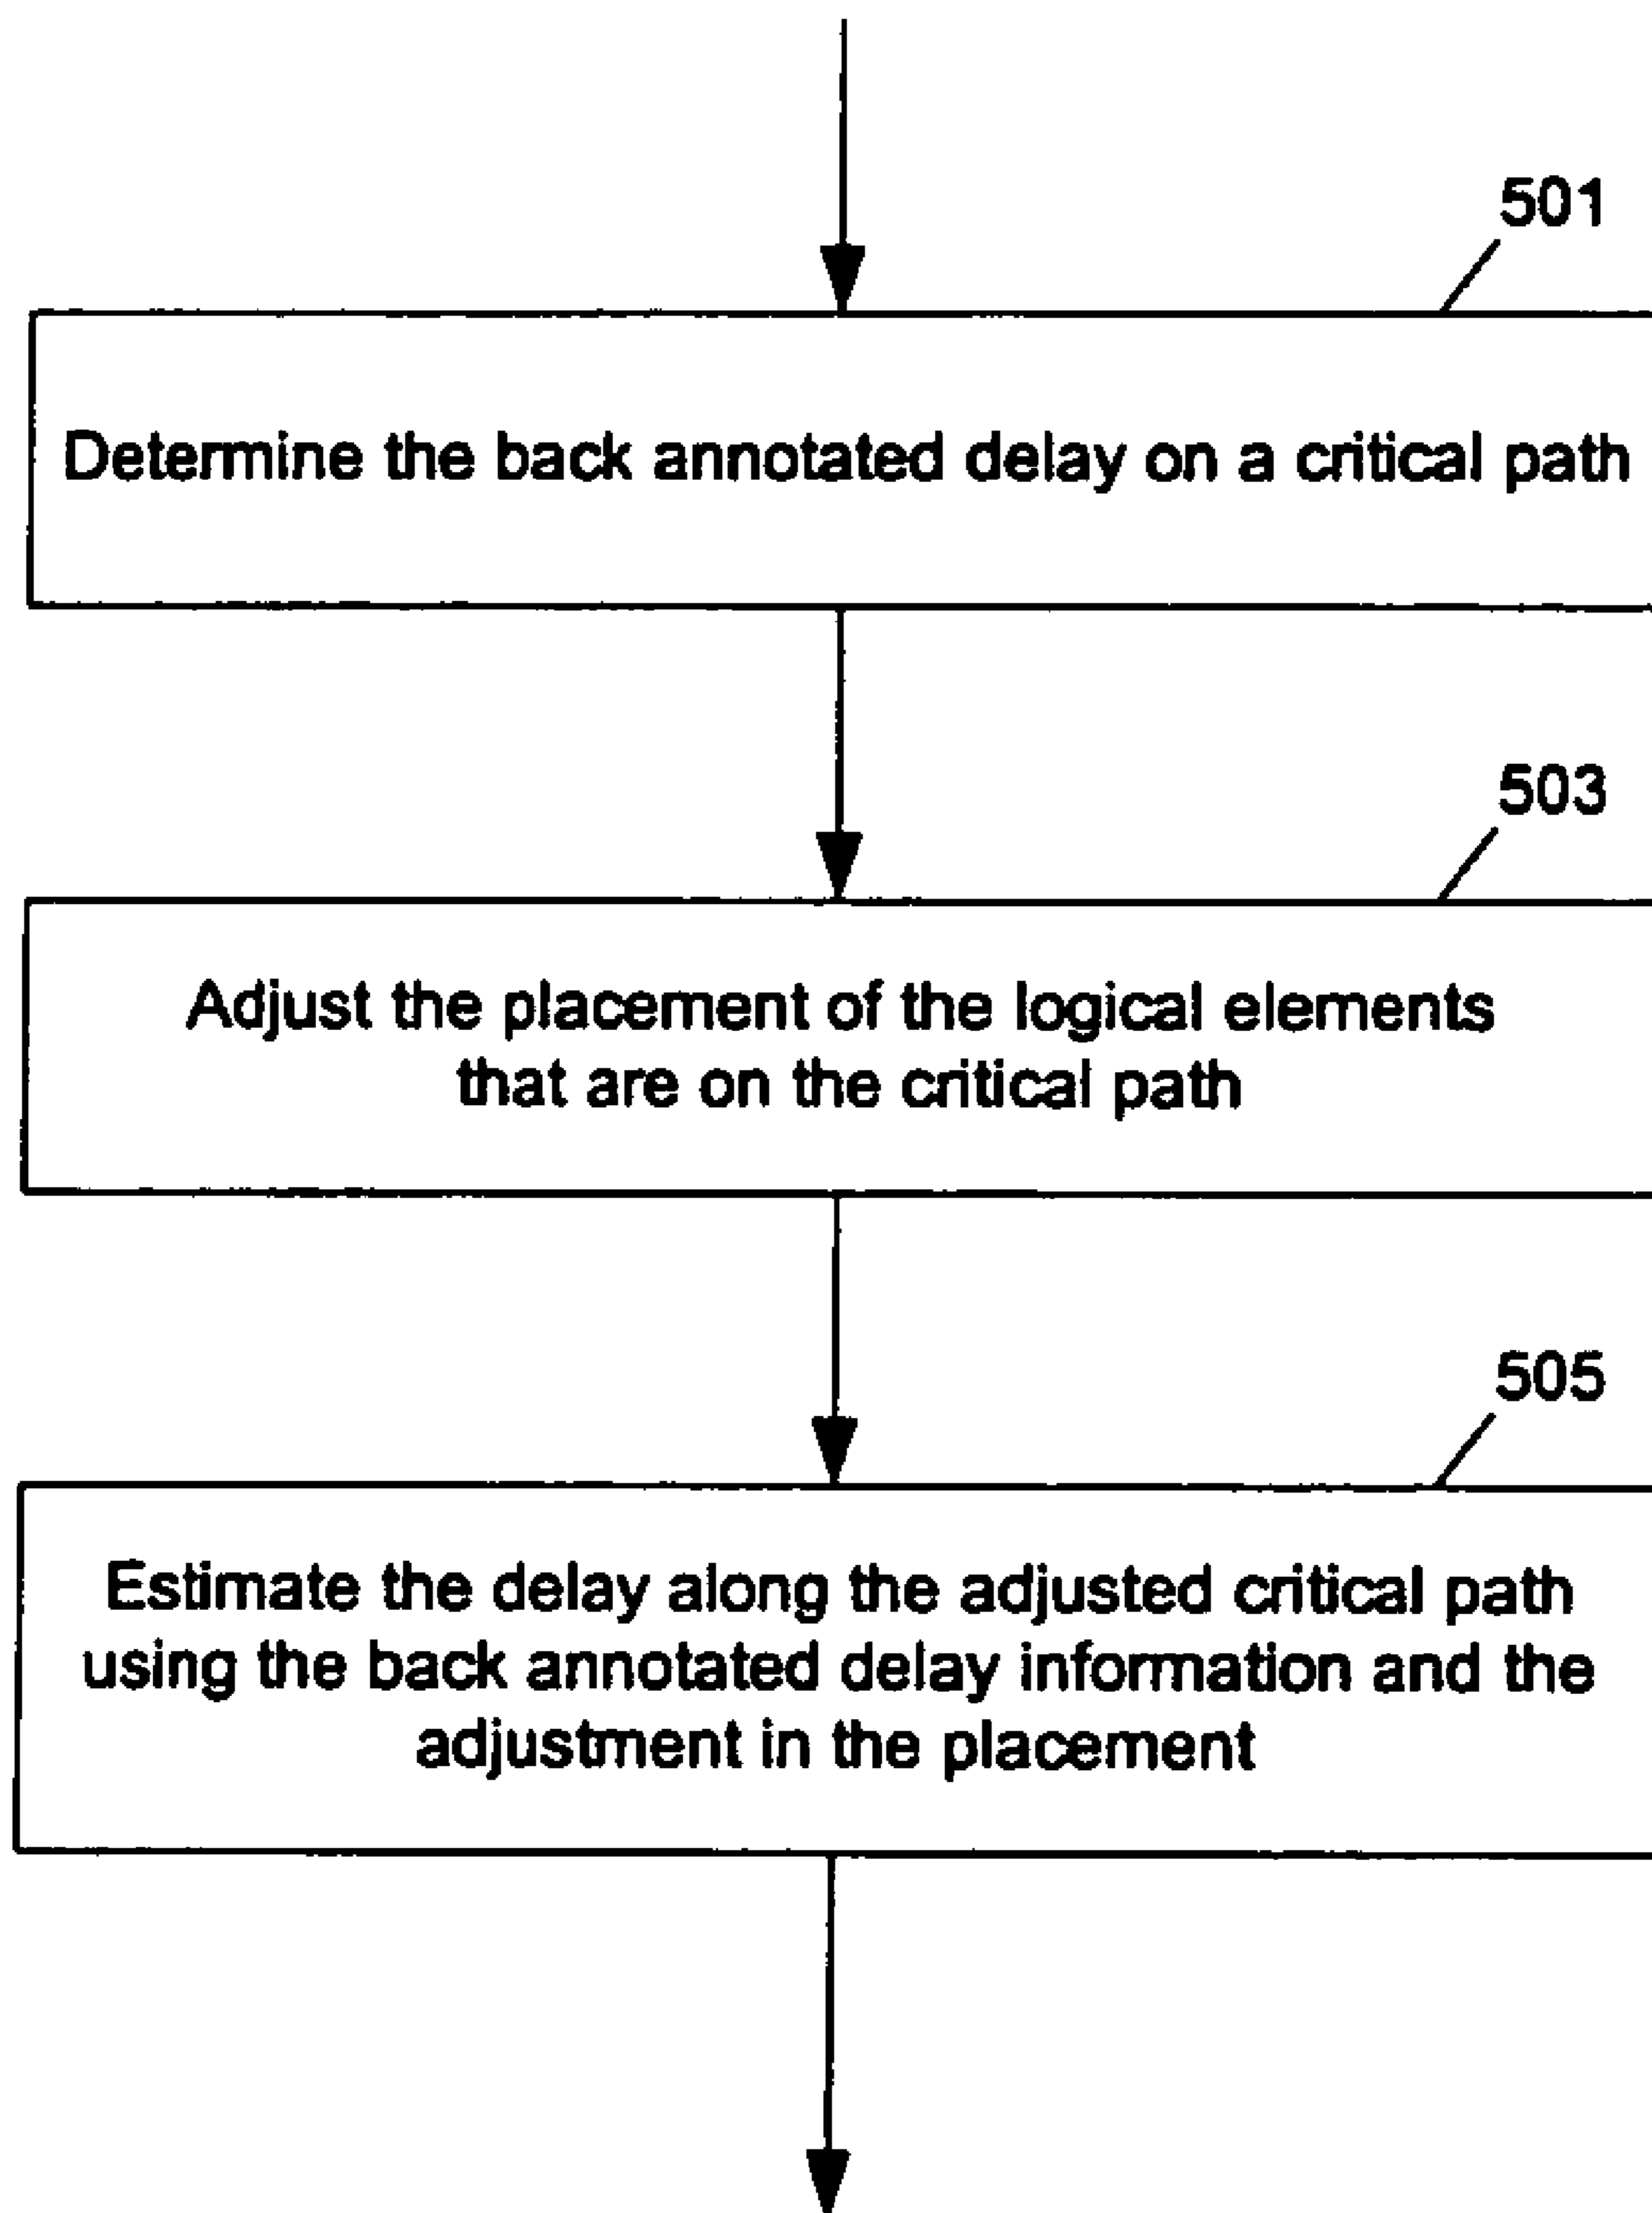 501
Determine the back annotated delay on a critical path
503
Adjust the placement of the logical elements
that are on the critical path
505
Estimate the delay along the adjusted critical path
using the back annotated delay information and the
adjustment in the placement